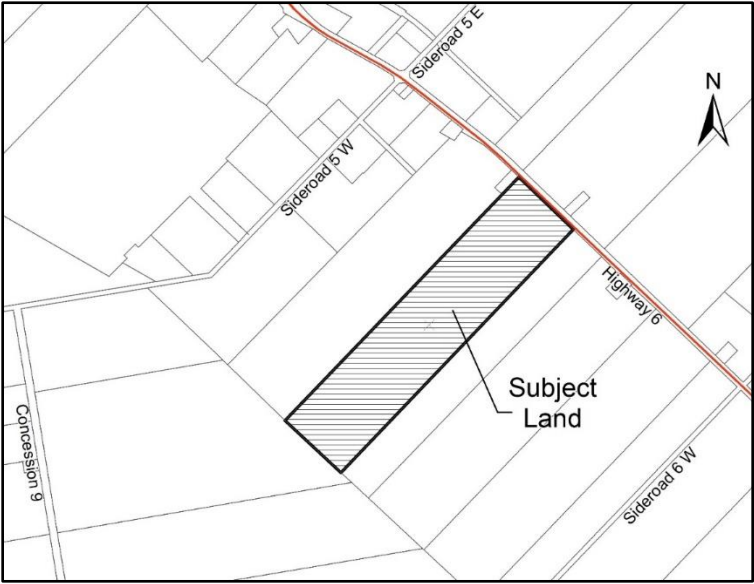 Sideroad 5 E
N
Sideroad 5 W
Highway 6
Subject
Land
Concession 9
Sideroad 6 W